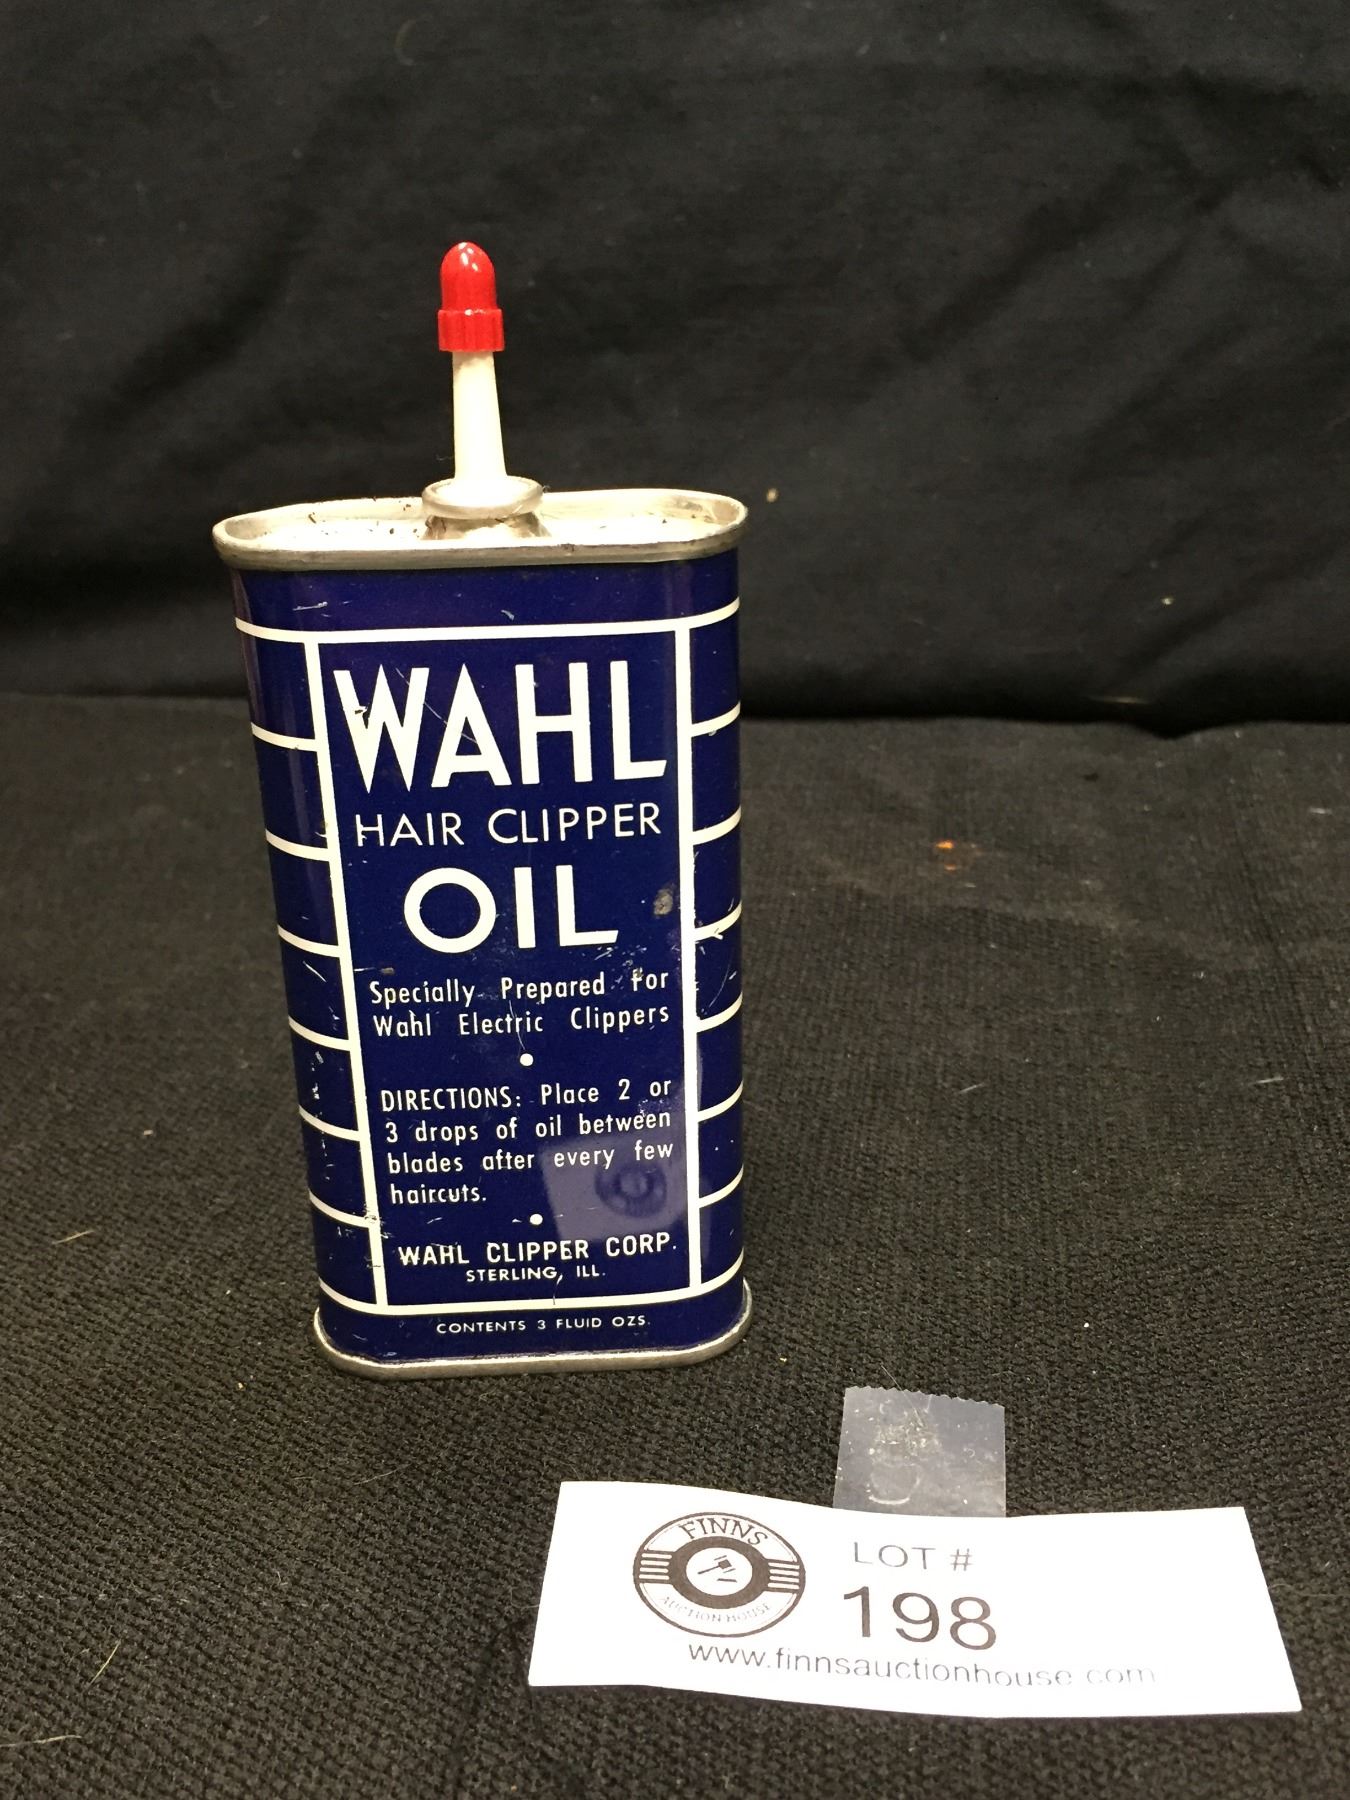 WAHL
HAIR CLIPPER
OIL
Specially Prepared For
Wahl Electric Clippers
DIRECTIONS: Place 2 or
3 drops of oil between
blades after every few
haircuts.
WAHL CLIPPER CORP.
STERLING, ILL.
CONTENTS 3 FLUID OZS.
FINNS
AUCTION HOUSE
LOT #
198
www.finnsauctionhouse.com